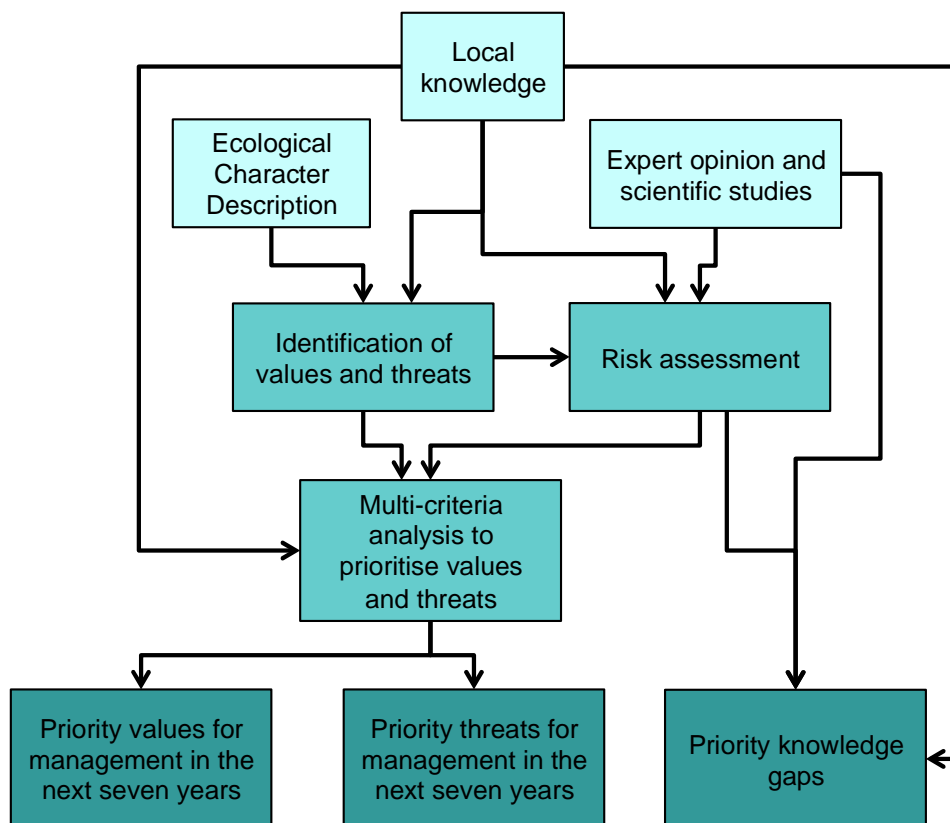 Local
knowledge
Ecological
Character
Description
Expert opinion and
scientific studies
Identification of
values and threats
Risk assessment
Multi-criteria
analysis to
prioritise values
and threats
Priority values for
management in the
next seven years
Priority threats for
management in the
next seven years
Priority knowledge
gaps